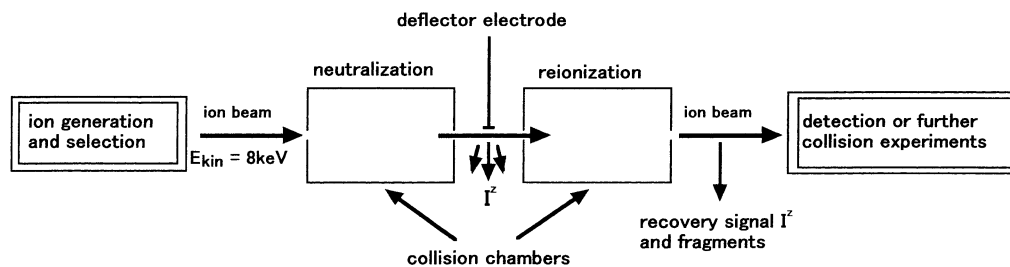 deflector electrode
neutralization
reionization
ion generation
and selection
ion beam
E_kin = 8keV
I^z
ion beam
detection or further
collision experiments
recovery signal I^z
and fragments
collision chambers